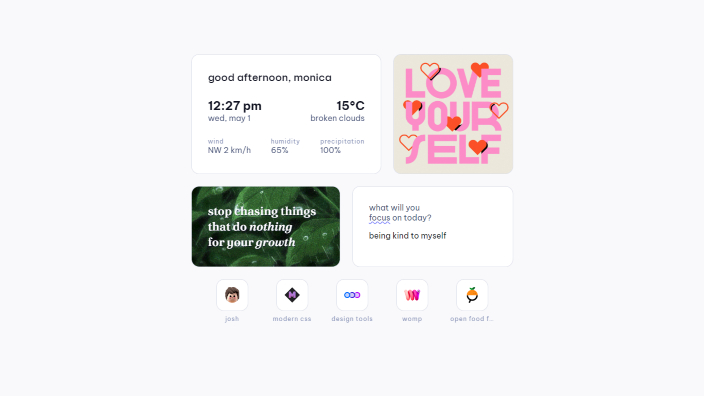 good afternoon, monica
12:27 pm
15°C
wed, may 1
broken clouds
wind
humidity
precipitation
NW 2 km/h
65%
100%
LOVE
YOUR
SELF
stop chasing things
that do nothing
for your growth
what will you
focus on today?
being kind to myself
josh
modern css
design tools
womp
open food f...